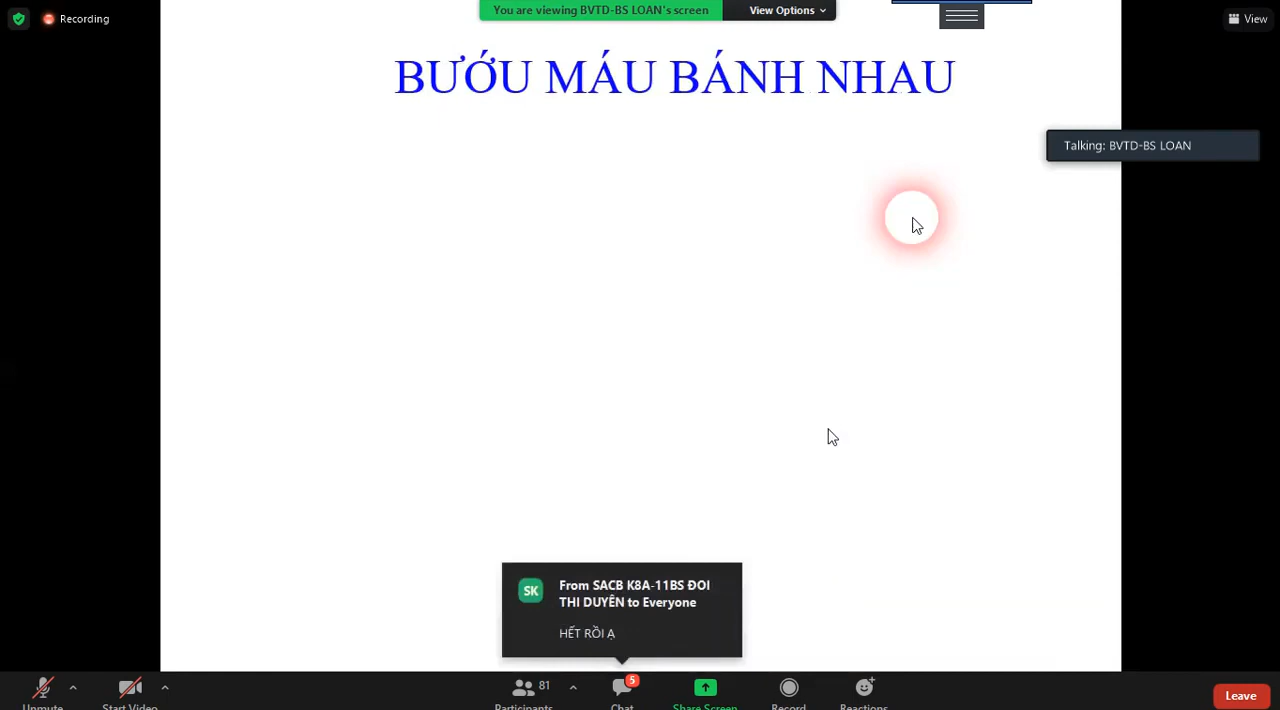 Recording
You are viewing BVTD-BS LOAN's screen
View Options
View
BƯỚU MÁU BÁNH NHAU
Talking: BVTD-BS LOAN
SK
From SACB K8A-11BS ĐOI
THI DUYÊN to Everyone
HẾT RỒI Ạ
Unmute
Start Video
81
Participants
5
Chat
Share Screen
Record
Reactions
Leave